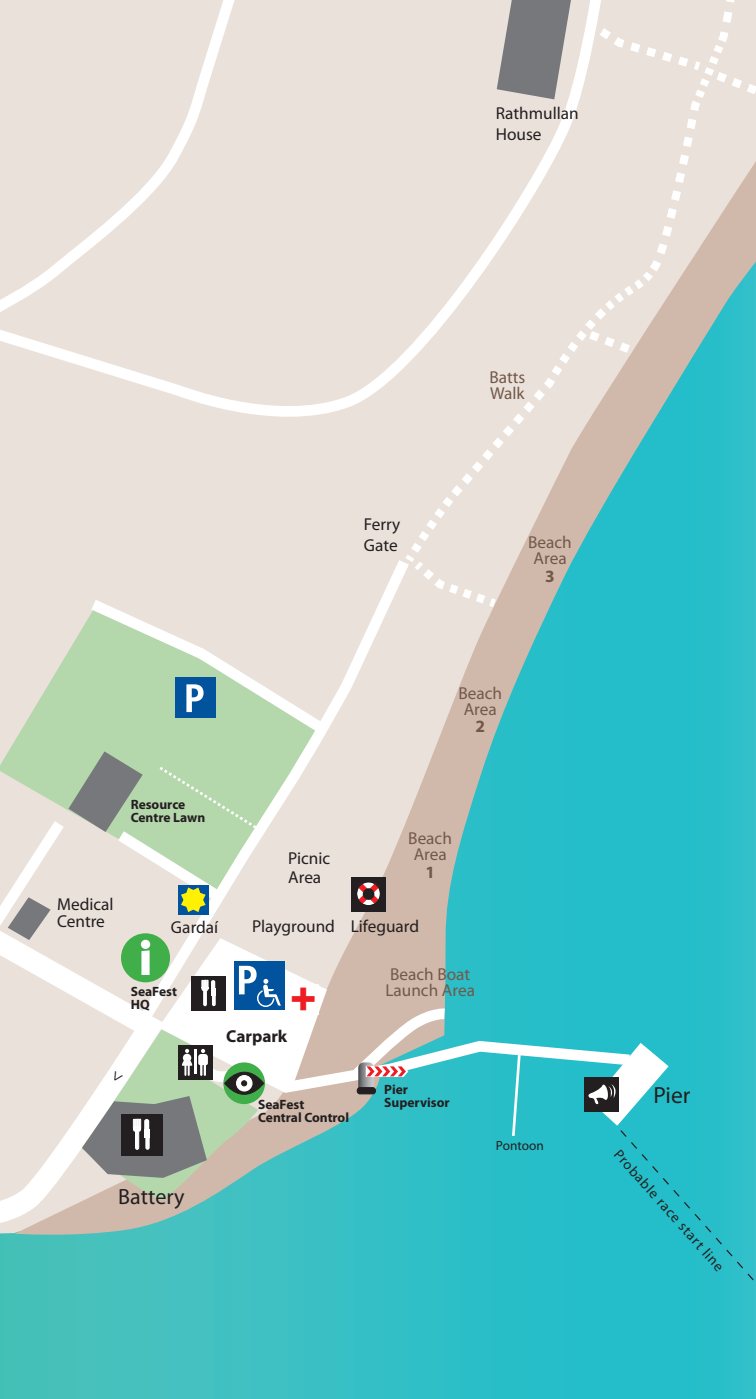 Rathmullan
House
Batts
Walk
Ferry
Gate
Beach
Area
3
P
Beach
Area
2
Resource
Centre Lawn
Beach
Area
1
Picnic
Area
Medical
Centre
Gardaí
Playground
Lifeguard
i
SeaFest
HQ
P
Beach Boat
Launch Area
Carpark
SeaFest
Central Control
Pier
Supervisor
Pier
Pontoon
Battery
Probable race start line